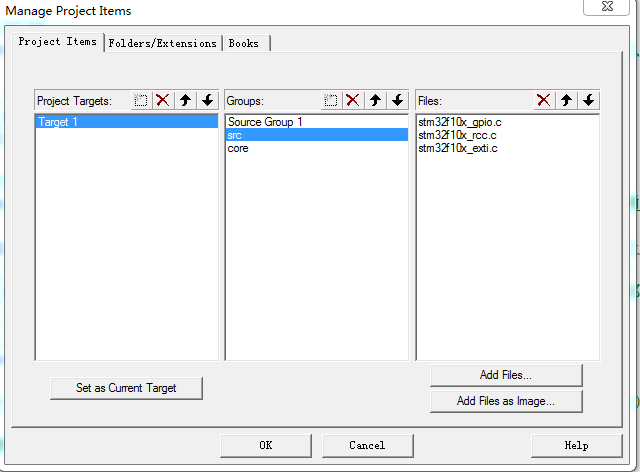 Manage Project Items
Project Items Folders/Extensions Books
Project Targets: Groups: Files:
Target 1
Source Group 1
src
core
stm32f10x_gpio.c
stm32f10x_rcc.c
stm32f10x_exti.c
Set as Current Target
Add Files...
Add Files as Image...
OK Cancel Help